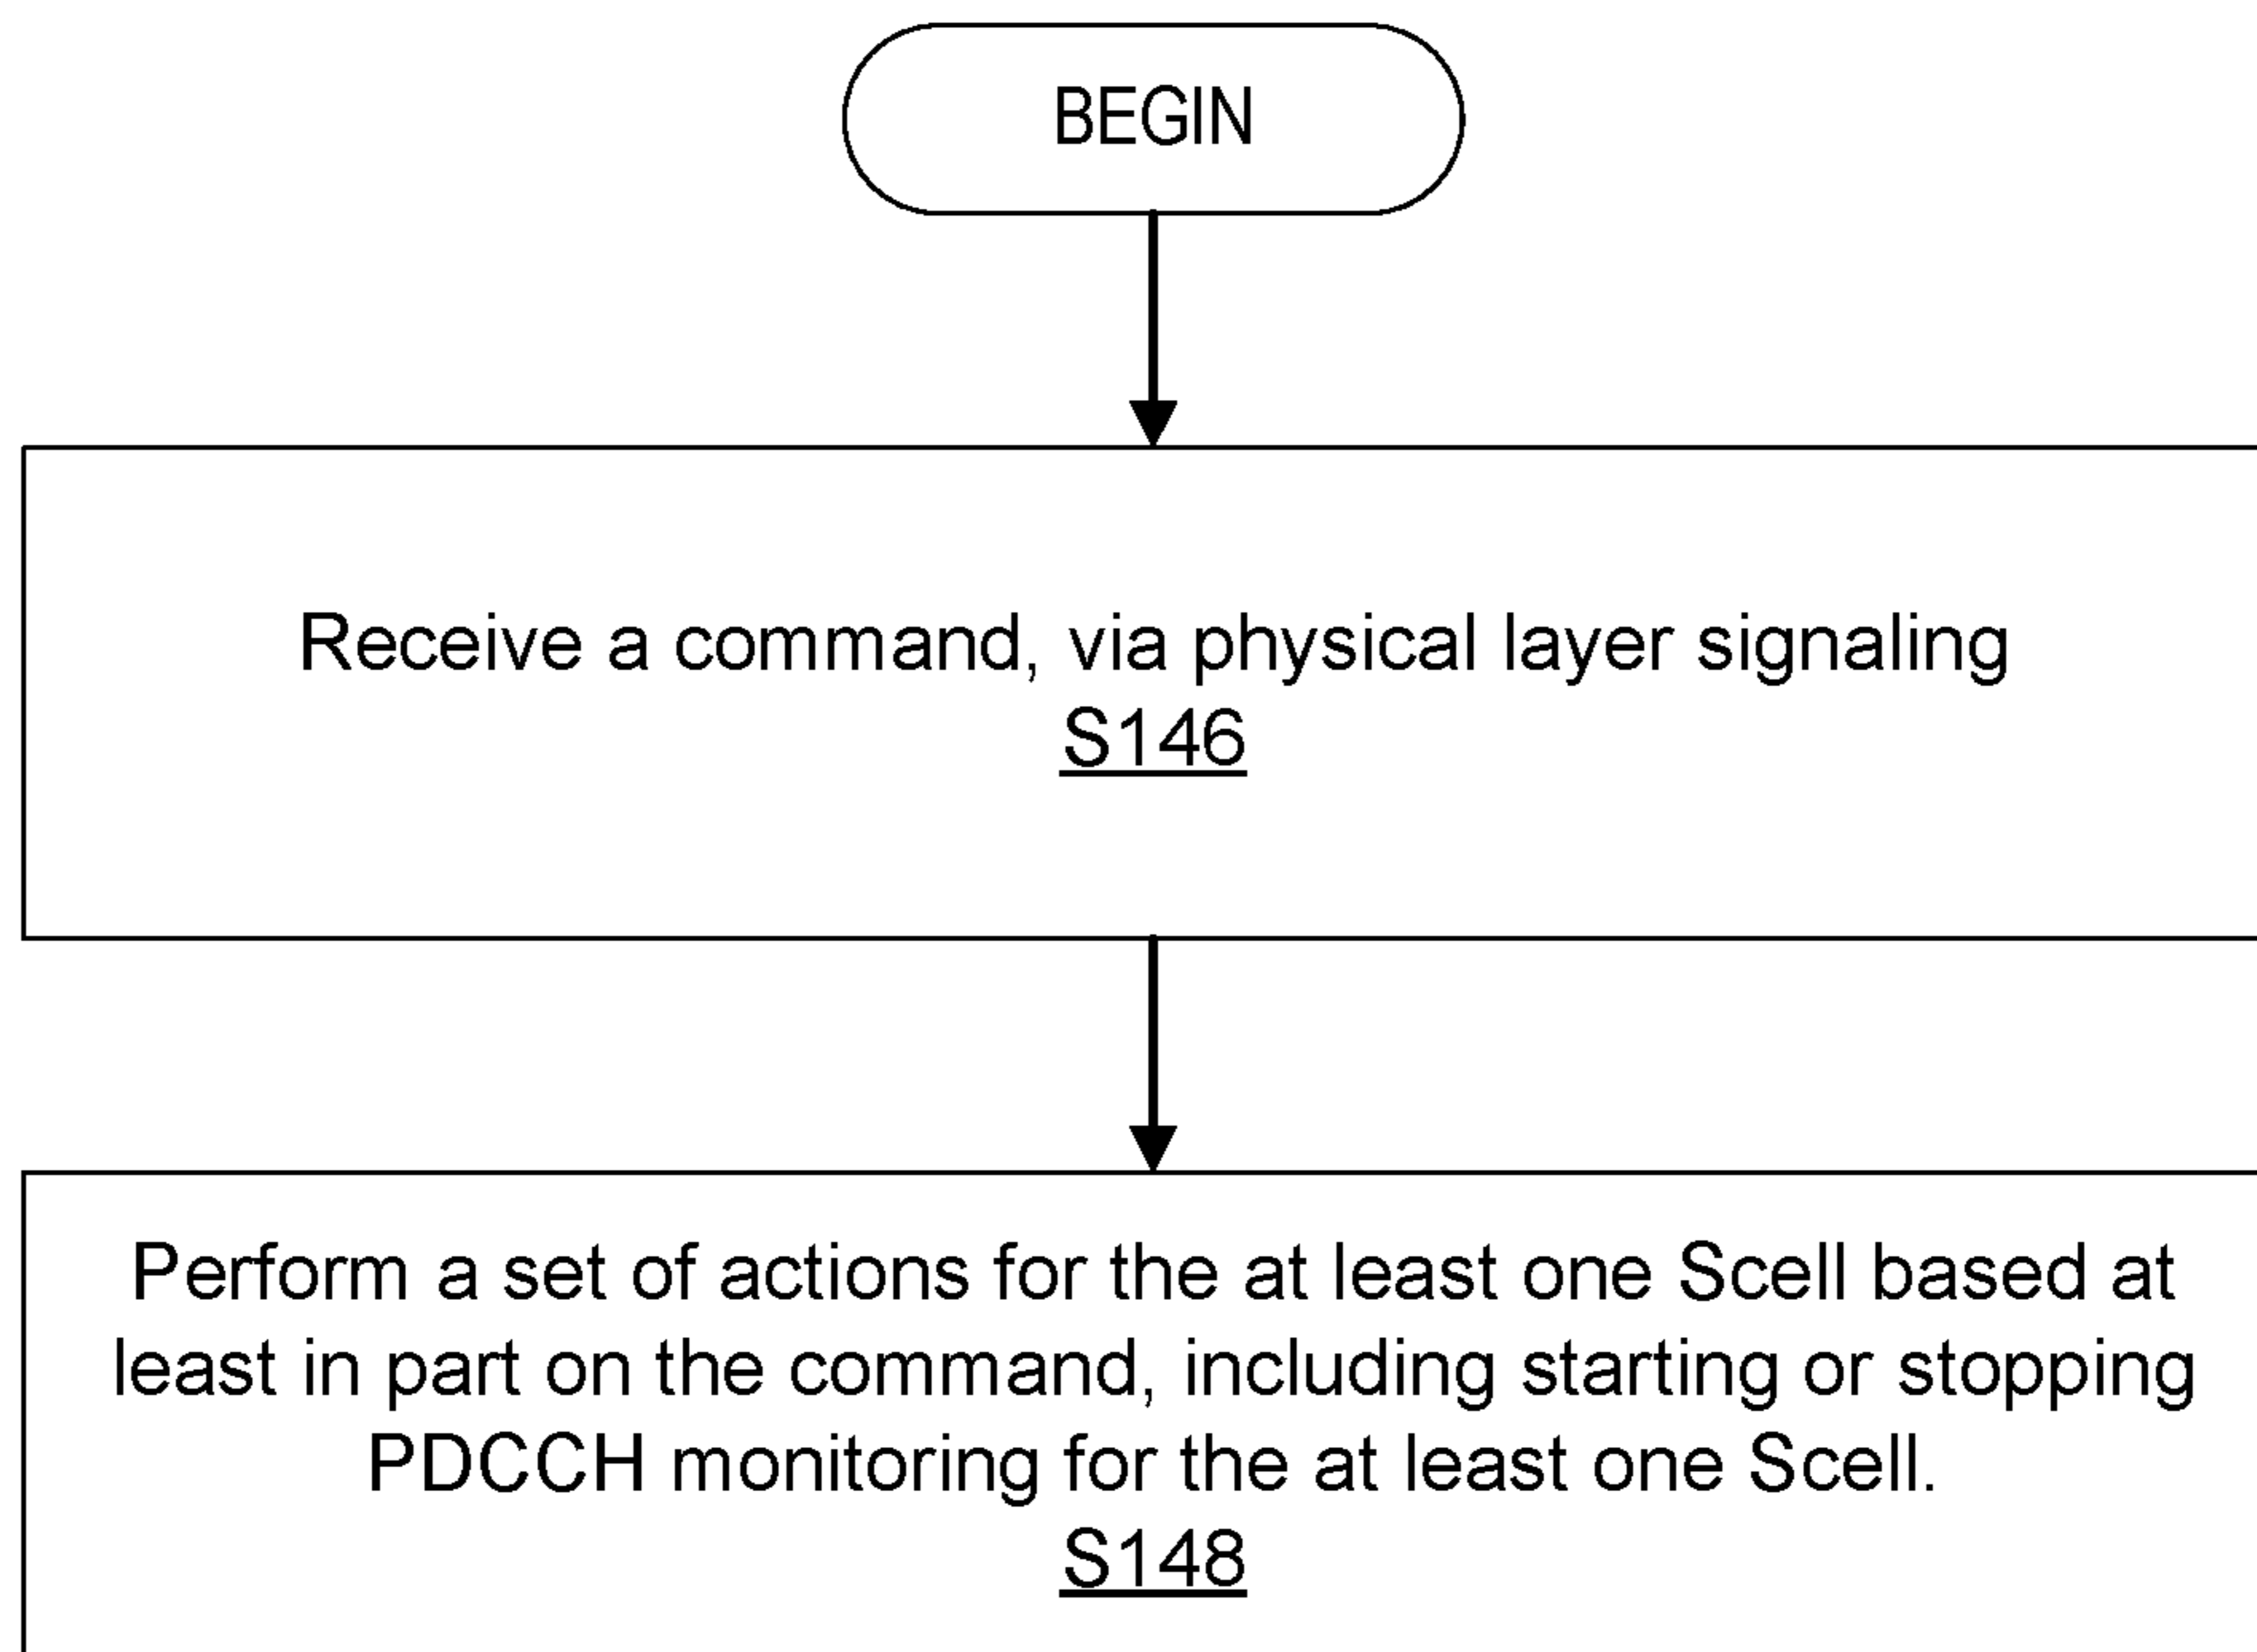 BEGIN
Receive a command, via physical layer signaling
S146
Perform a set of actions for the at least one Scell based at
least in part on the command, including starting or stopping
PDCCH monitoring for the at least one Scell.
S148